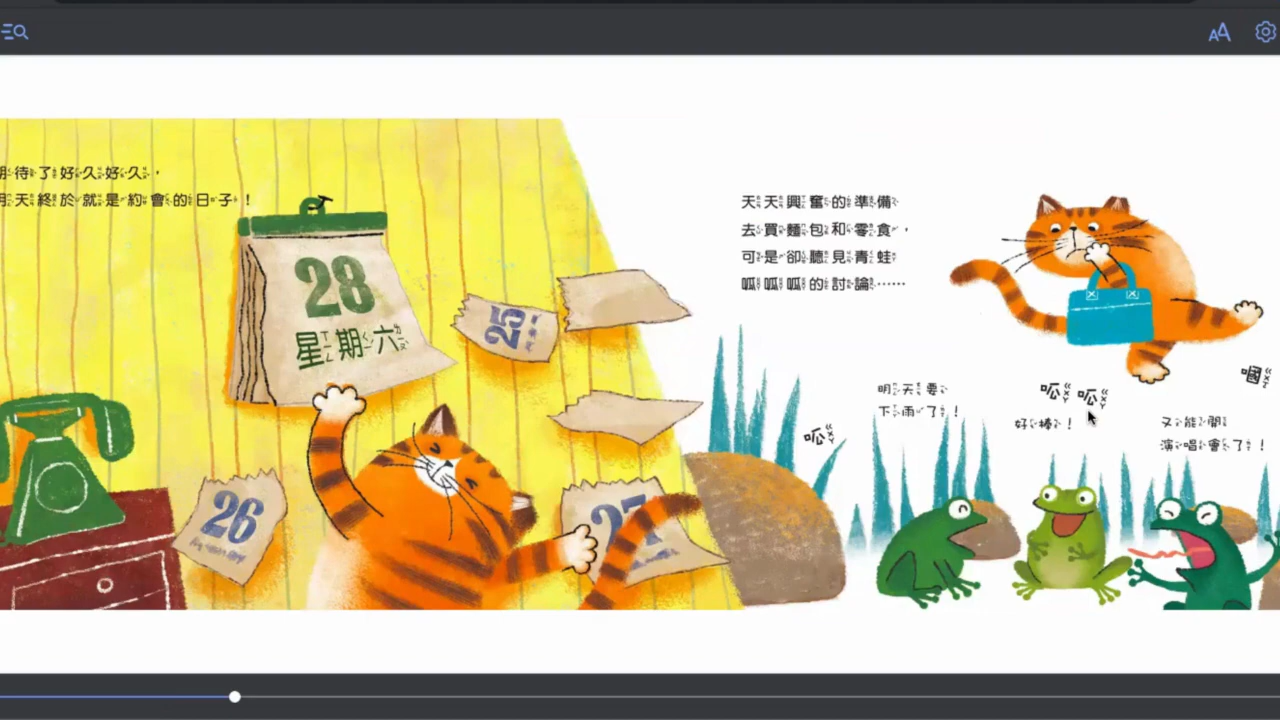 期待了好久好久，
明天終於就是約會的日子！
28
星期六
25
26
27
天天興奮的準備
去買麵包和零食，
可是卻聽見青蛙
呱呱呱的討論……
呱
明天要
下雨了！
呱 呱
好棒！
嘓
又能開
演唱會了！
AA